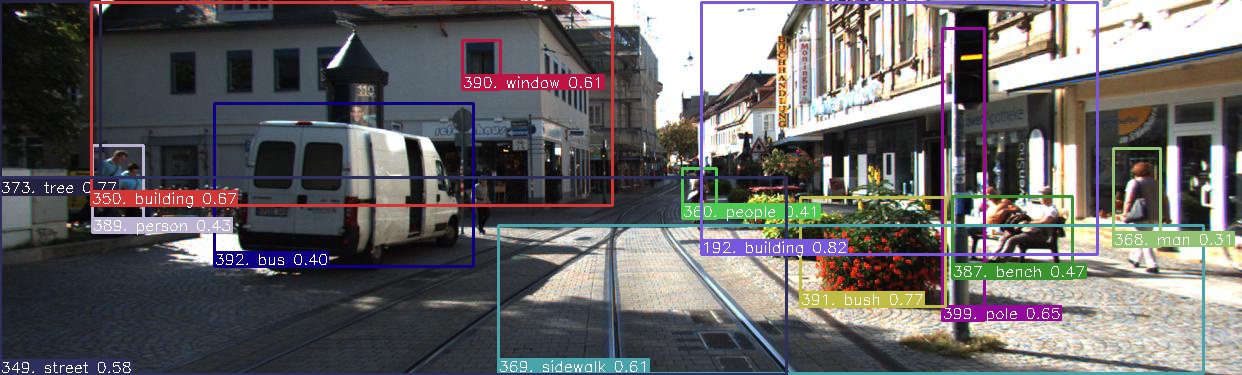 BUCHHANDLUNG
Moninger
390. window 0.61
373. tree 0.77
350. building 0.67
389. person 0.43
360. people 0.41
192. building 0.82
368. man 0.31
392. bus 0.40
387. bench 0.47
391. bush 0.77
399. pole 0.65
349. street 0.58
369. sidewalk 0.61